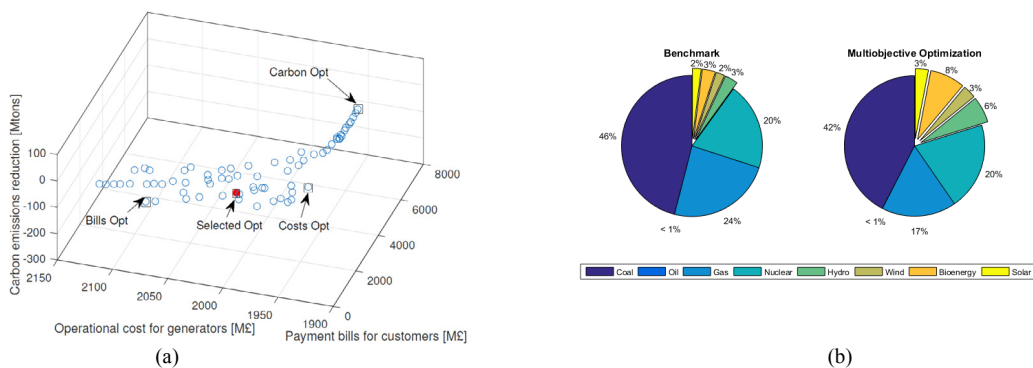 Carbon emissions reduction [Mtons]
100
0
-100
-200
-300
2150
2100
2050
2000
1950
1900
Operational cost for generators [M£]
0
2000
4000
6000
8000
Payment bills for customers [M£]
Carbon Opt
Bills Opt
Selected Opt
Costs Opt
(a)
Benchmark
2%
3%
2%
3%
20%
24%
< 1%
46%
Multiobjective Optimization
3%
8%
3%
6%
20%
17%
< 1%
42%
Coal Oil Gas Nuclear Hydro Wind Bioenergy Solar
(b)